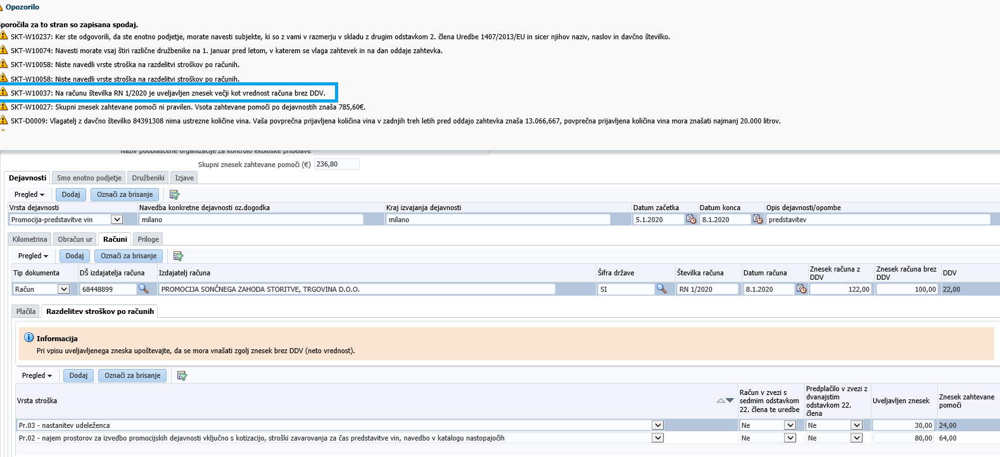 Opozorilo
Sporočila za to stran so zapisana spodaj.
SKT-W10237: Ker ste odgovorili, da ste enotno podjetje, morate navesti subjekte, ki so z vami v razmerju v skladu z drugim odstavkom 2. člena Uredbe 1407/2013/EU in sicer njihov naziv, naslov in davčno številko.
SKT-W10074: Navesti morate vsaj štiri različne družbenike na 1. januar pred letom, v katerem se vlaga zahtevek in na dan oddaje zahtevka.
SKT-W10058: Niste navedli vrste stroška na razdelitvi stroškov po računih.
SKT-W10058: Niste navedli vrste stroška na razdelitvi stroškov po računih.
SKT-W10037: Na računu številka RN 1/2020 je uveljavljen znesek večji kot vrednost računa brez DDV.
SKT-W10027: Skupni znesek zahtevane pomoči ni pravilen. Vsota zahtevane pomoči po dejavnostih znaša 785,60€.
SKT-D0009: Vlagatelj z davčno številko 84391308 nima ustrezne količine vina. Vaša povprečna prijavljena količina vina v zadnjih treh letih pred oddajo zahtevka znaša 13.066,667, povprečna prijavljena količina vina mora znašati najmanj 20.000 litrov.
Naziv pooblaščene organizacije za kontrolo ekološke pridelave
Skupni znesek zahtevane pomoči (€) 236,80
Dejavnosti Smo enotno podjetje Družbeniki Izjave
Pregled Dodaj Označi za brisanje
Vrsta dejavnosti Navedba konkretne dejavnosti oz.dogodka Kraj izvajanja dejavnosti Datum začetka Datum konca Opis dejavnosti/opombe
Promocija-predstavitve vin milano milano 5.1.2020 8.1.2020 predstavitev
Kilometrina Obračun ur Računi Priloge
Pregled Dodaj Označi za brisanje
Tip dokumenta DŠ izdajatelja računa Izdajatelj računa Šifra države Številka računa Datum računa Znesek računa z DDV Znesek računa brez DDV DDV
Račun 68448899 PROMOCIJA SONČNEGA ZAHODA STORITVE, TRGOVINA D.O.O. SI RN 1/2020 8.1.2020 122,00 100,00 22,00
Plačila Razdelitev stroškov po računih
Informacija
Pri vpisu uveljavljenega zneska upoštevajte, da se mora vnašati zgolj znesek brez DDV (neto vrednost).
Pregled Dodaj Označi za brisanje
Vrsta stroška Račun v zvezi s sedmim odstavkom 22. člena te uredbe Predplačilo v zvezi z dvanajstim odstavkom 22. člena Uveljavljen znesek Znesek zahtevane pomoči
Pr.03 - nastanitev udeleženca Ne Ne 30,00 24,00
Pr.02 - najem prostorov za izvedbo promocijskih dejavnosti vključno s kotizacijo, stroški zavarovanja za čas predstavitve vin, navedbo v katalogu nastopajočih Ne Ne 80,00 64,00